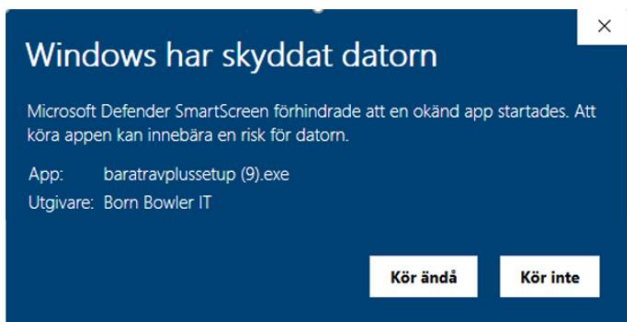 Windows har skyddat datorn
Microsoft Defender SmartScreen förhindrade att en okänd app startades. Att
köra appen kan innebära en risk för datorn.
App: baratravplussetup (9).exe
Utgivare: Born Bowler IT
Kör ändå Kör inte